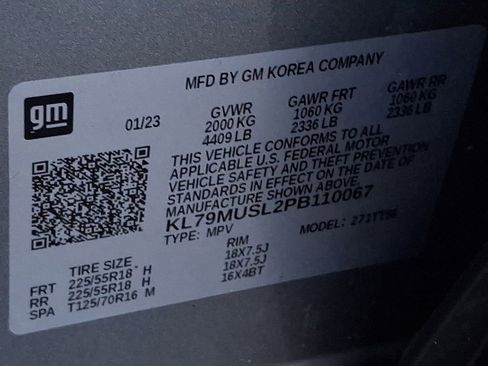 gm
MFD BY GM KOREA COMPANY
01/23
GVWR GAWR FRT GAWR RR
2000 KG 1060 KG 1060 KG
4409 LB 2336 LB 2336 LB
THIS VEHICLE CONFORMS TO ALL
APPLICABLE U.S. FEDERAL MOTOR
VEHICLE SAFETY AND THEFT PREVENTION
STANDARDS IN EFFECT ON THE DATE OF
MANUFACTURE SHOWN ABOVE.
KL79MUSL2PB110067
TYPE: MPV MODEL:
TIRE SIZE RIM
FRT 225/55R18 H 18X7.5J
RR 225/55R18 H 18X7.5J
SPA T125/70R16 M 16X4BT